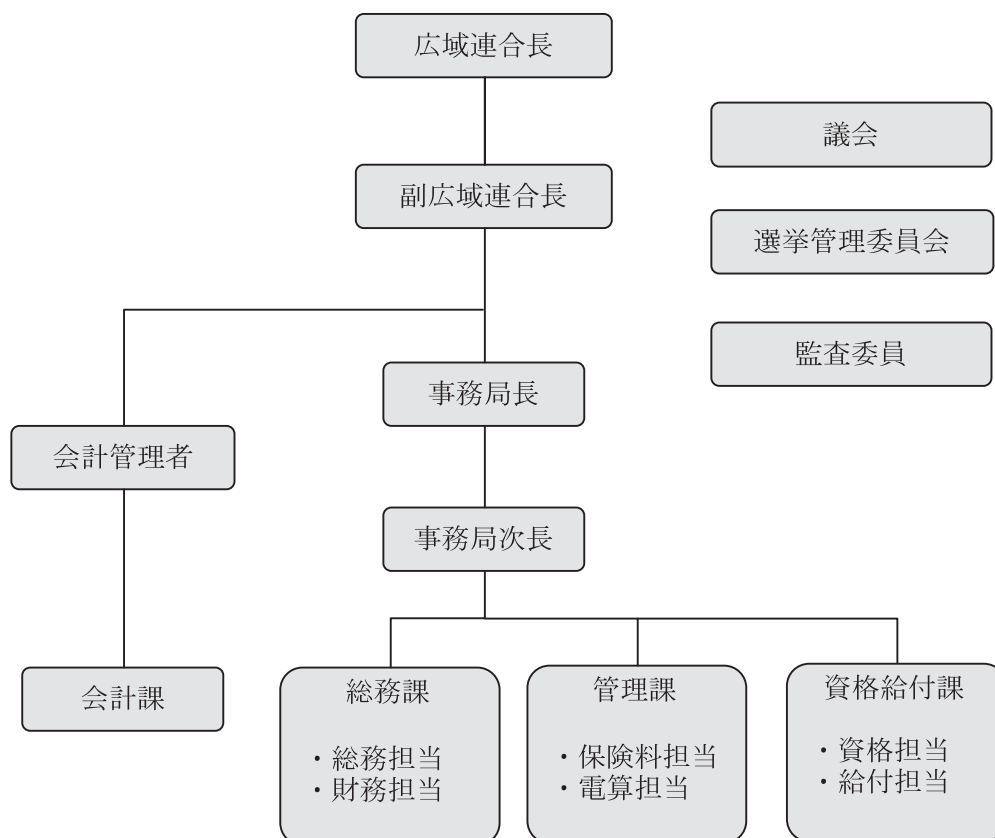 広域連合長
議会
副広域連合長
選挙管理委員会
監査委員
事務局長
会計管理者
事務局次長
会計課
総務課
・総務担当
・財務担当
管理課
・保険料担当
・電算担当
資格給付課
・資格担当
・給付担当